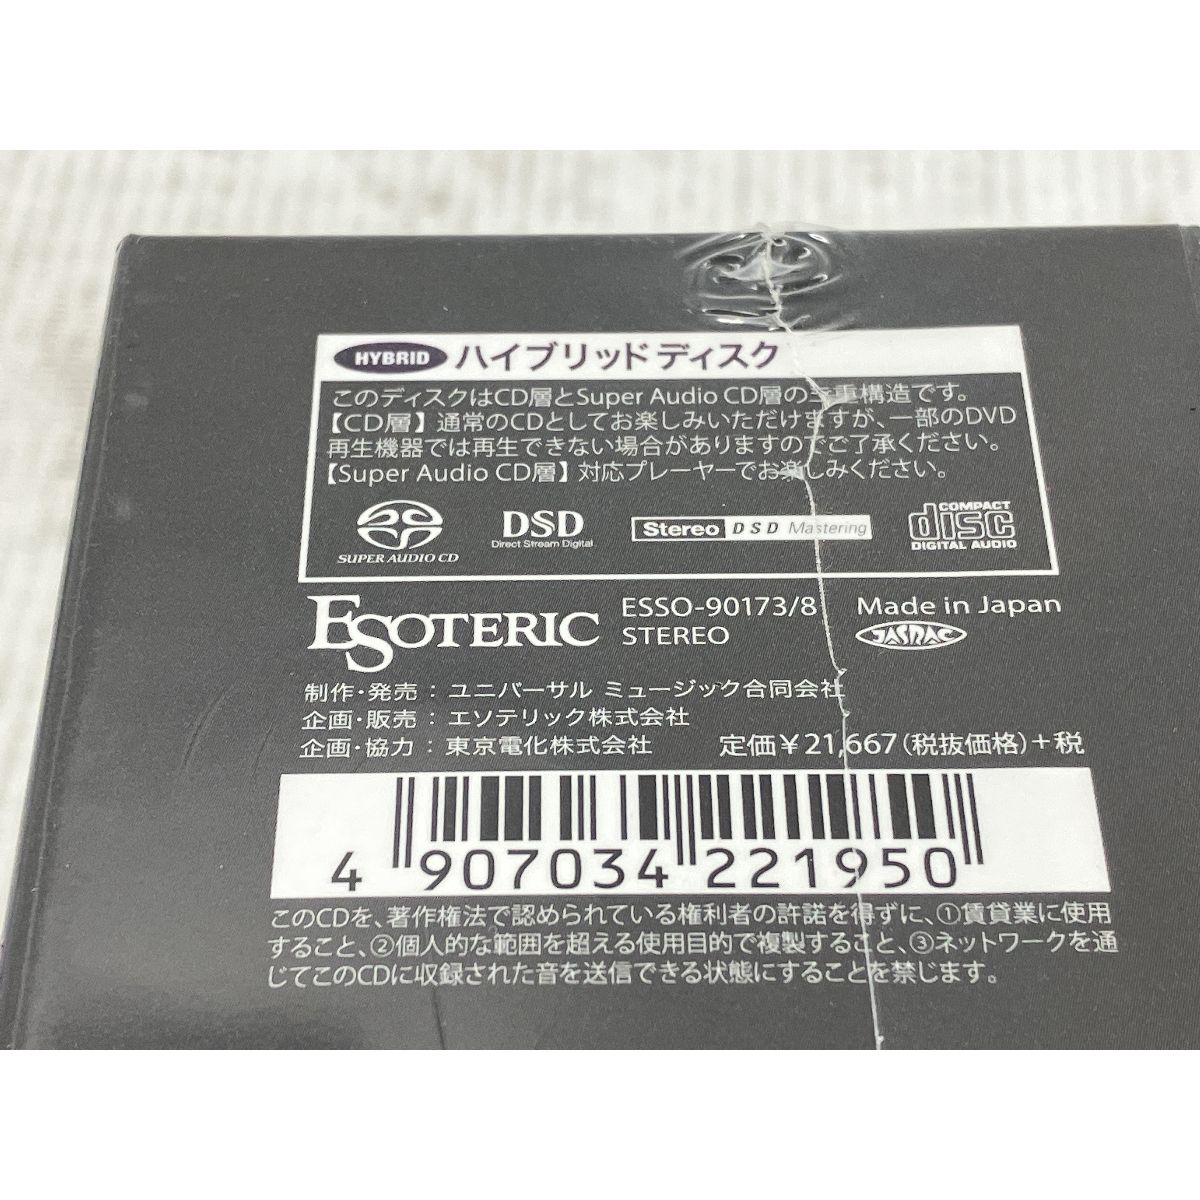 HYBRID ハイブリッド ディスク
このディスクはCD層とSuper Audio CD層の二重構造です。
【CD層】通常のCDとしてお楽しみいただけますが、一部のDVD
再生機器では再生できない場合がありますのでご了承ください。
【Super Audio CD層】対応プレーヤーでお楽しみください。
SUPER AUDIO CD
DSD
Direct Stream Digital
Stereo DSD Mastering
COMPACT
disc
DIGITAL AUDIO
ESOTERIC
ESSO-90173/8
STEREO
Made in Japan
JASRAC
制作・発売：ユニバーサル ミュージック合同会社
企画・販売：エソテリック株式会社
企画・協力：東京電化株式会社
定価￥21,667（税抜価格）＋税
4 907034 221950
このCDを、著作権法で認められている権利者の許諾を得ずに、①賃貸業に使用
すること、②個人的な範囲を超える使用目的で複製すること、③ネットワークを通
じてこのCDに収録された音を送信できる状態にすることを禁じます。